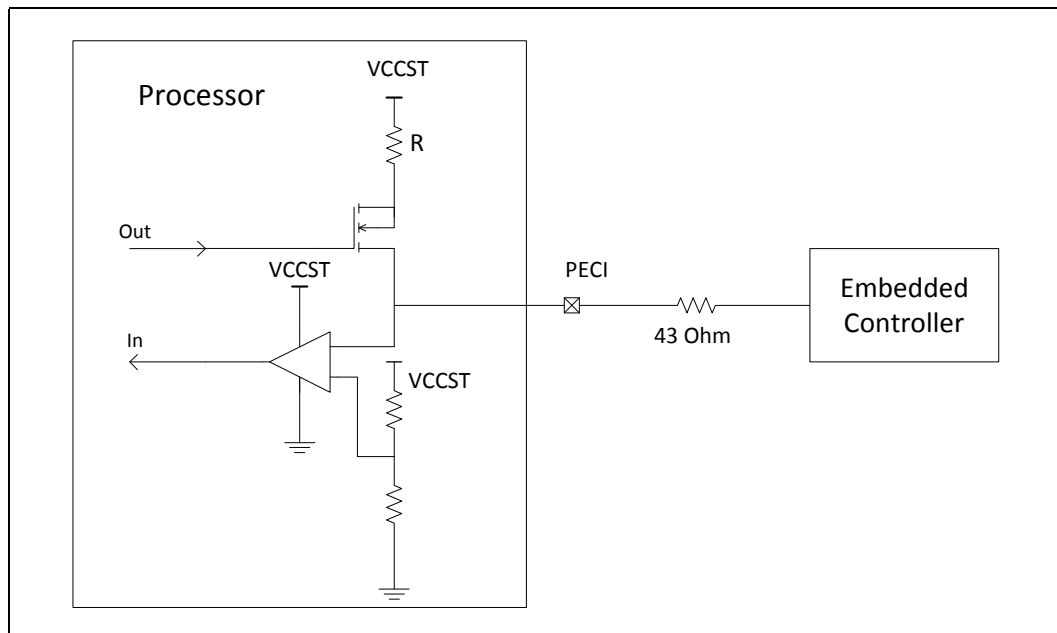 Processor
VCCST
R
Out
VCCST
In
VCCST
PECI
43 Ohm
Embedded
Controller